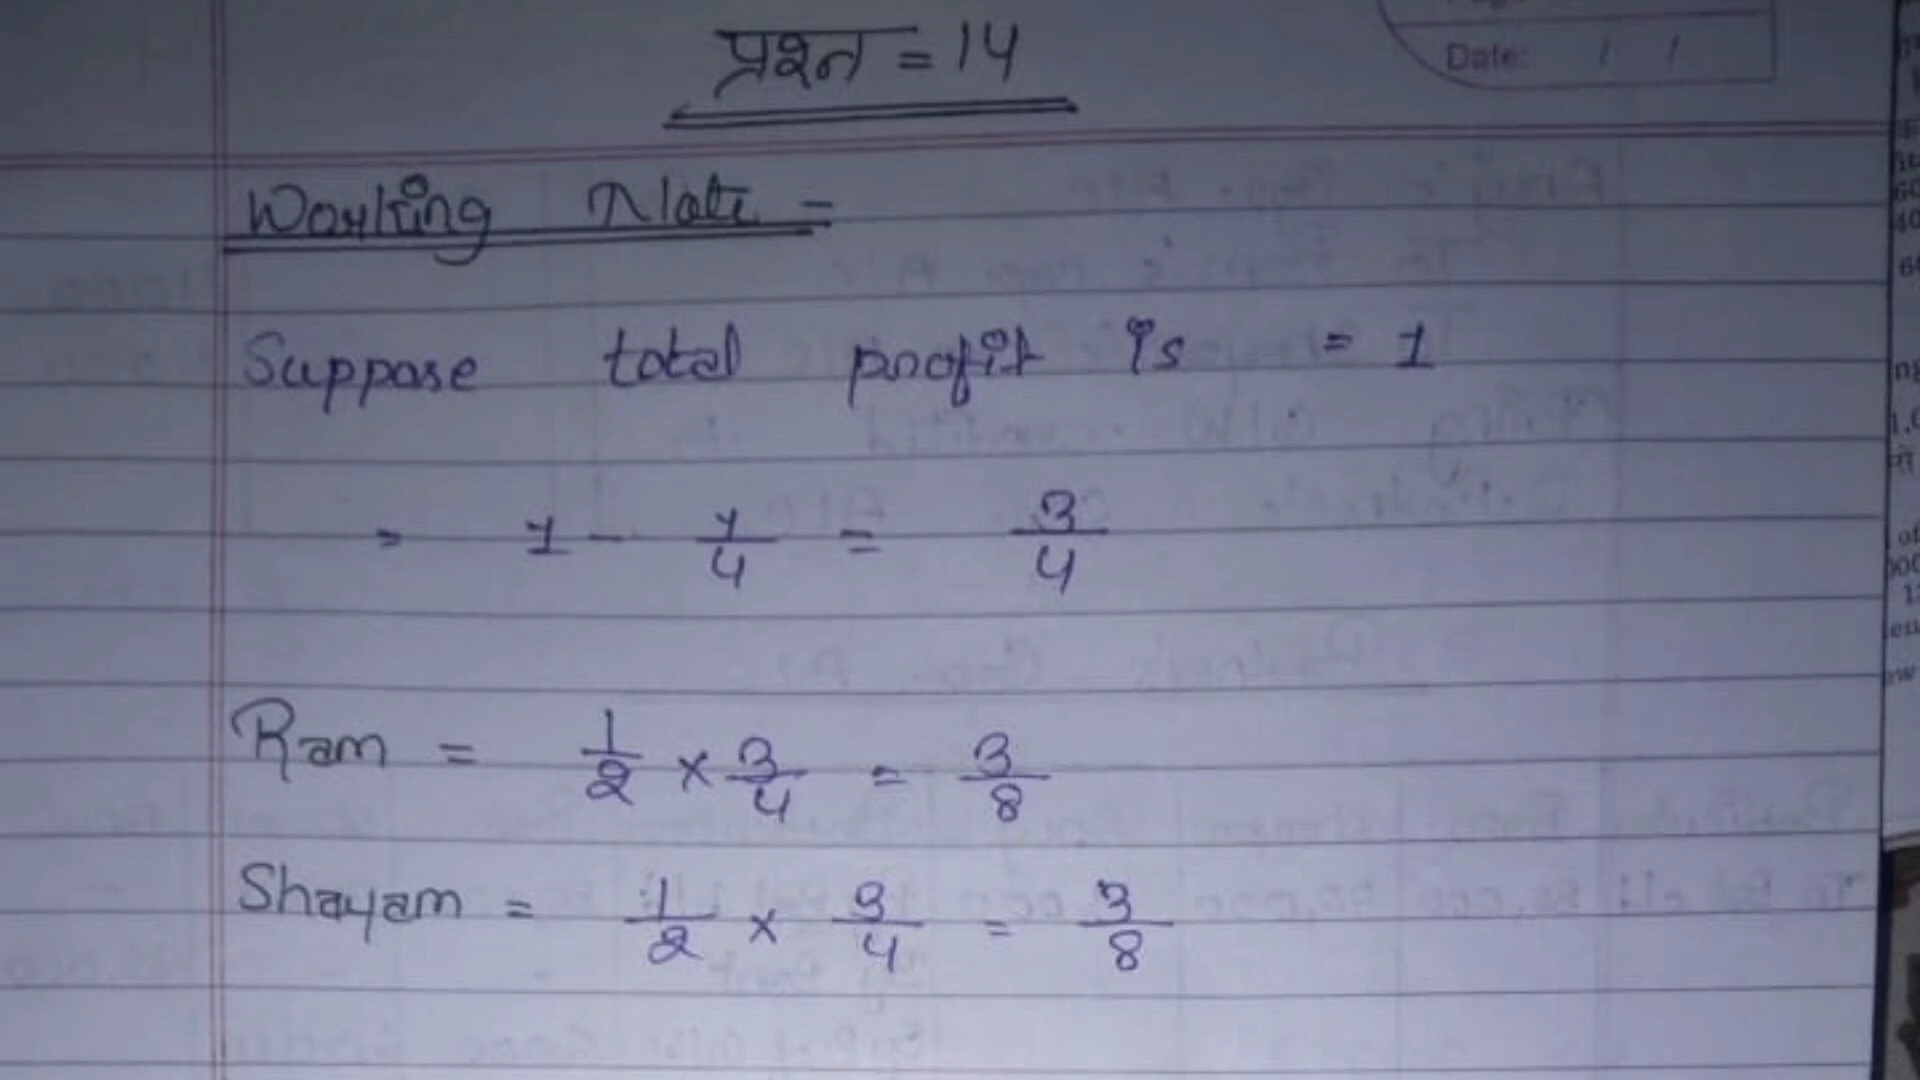 प्रश्न = 14
Date: / /
Working Note -
Suppose total profit is = 1
= 1 - 1/4 = 3/4
Ram = 1/2 × 3/4 = 3/8
Shayam = 1/2 × 3/4 = 3/8